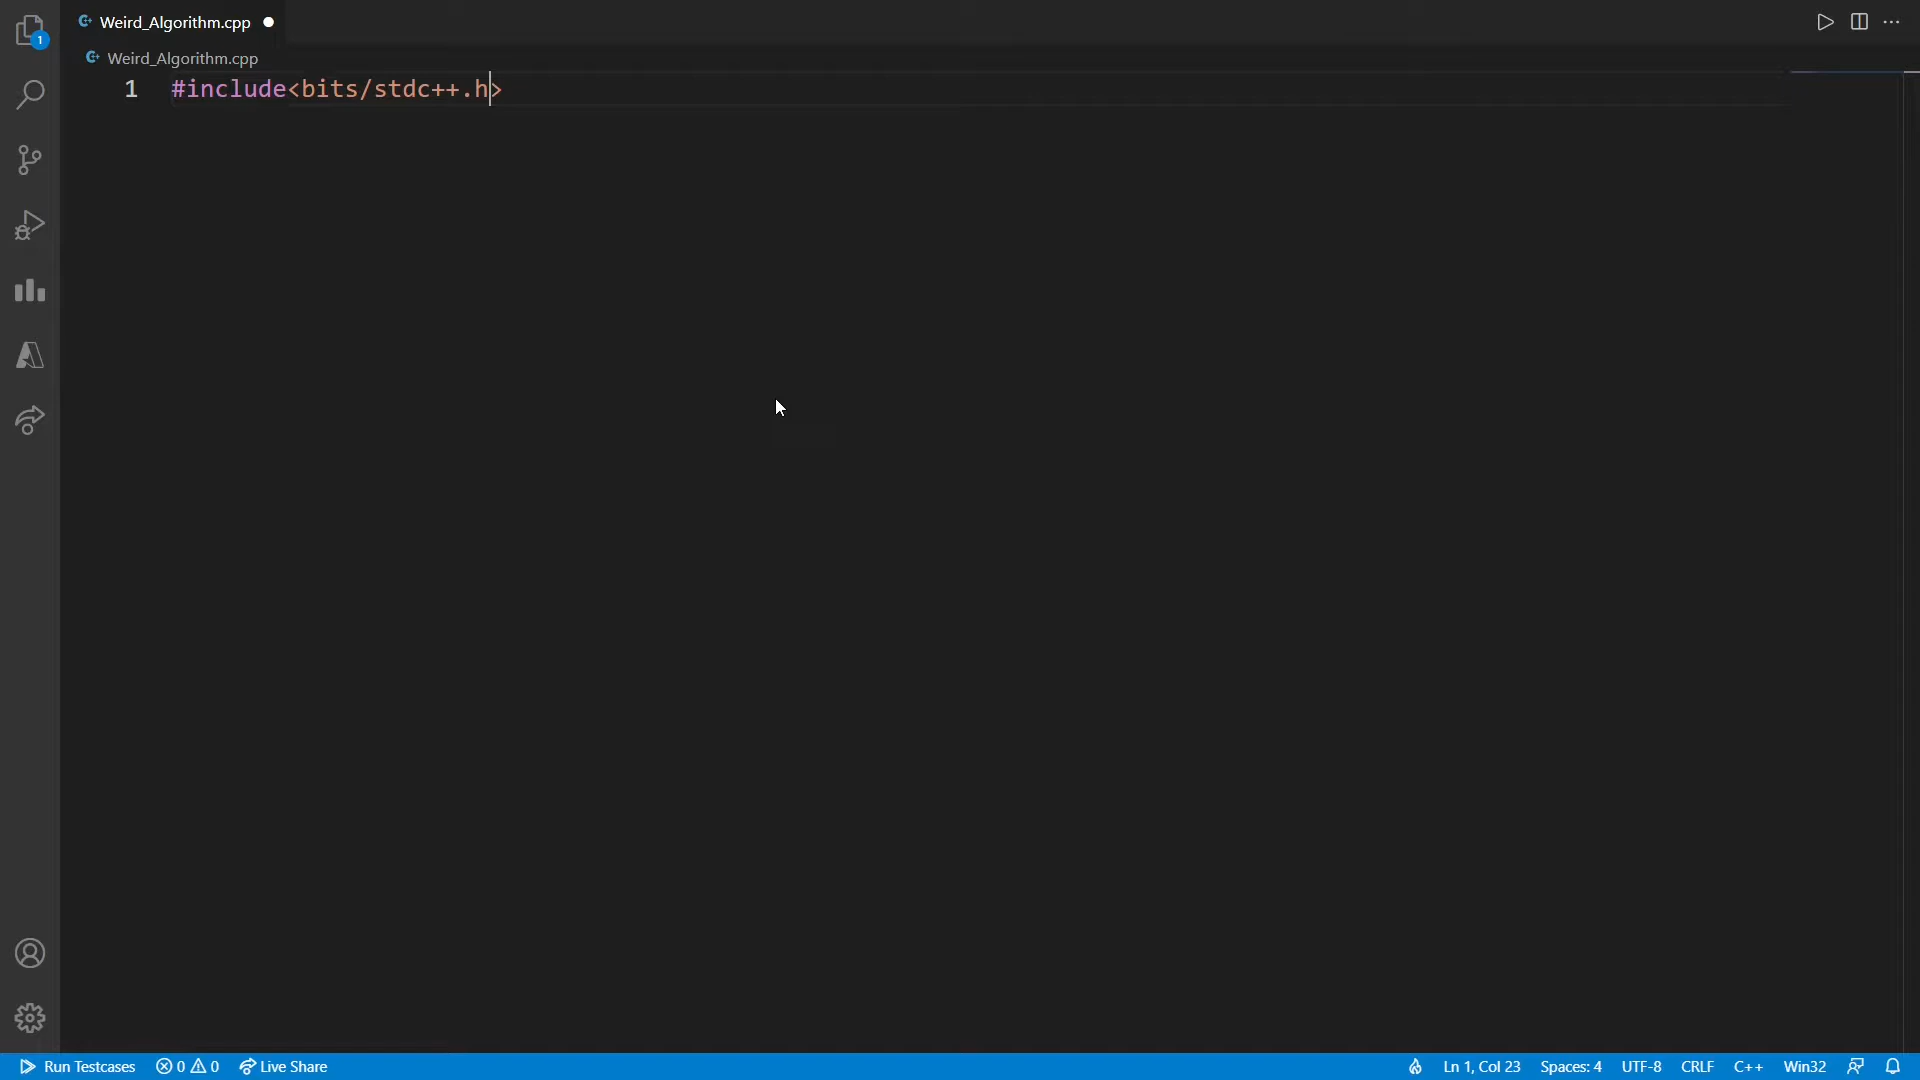 Weird_Algorithm.cpp
1
Weird_Algorithm.cpp
1 #include<bits/stdc++.h>
Run Testcases 0 0 Live Share Ln 1, Col 23 Spaces: 4 UTF-8 CRLF C++ Win32